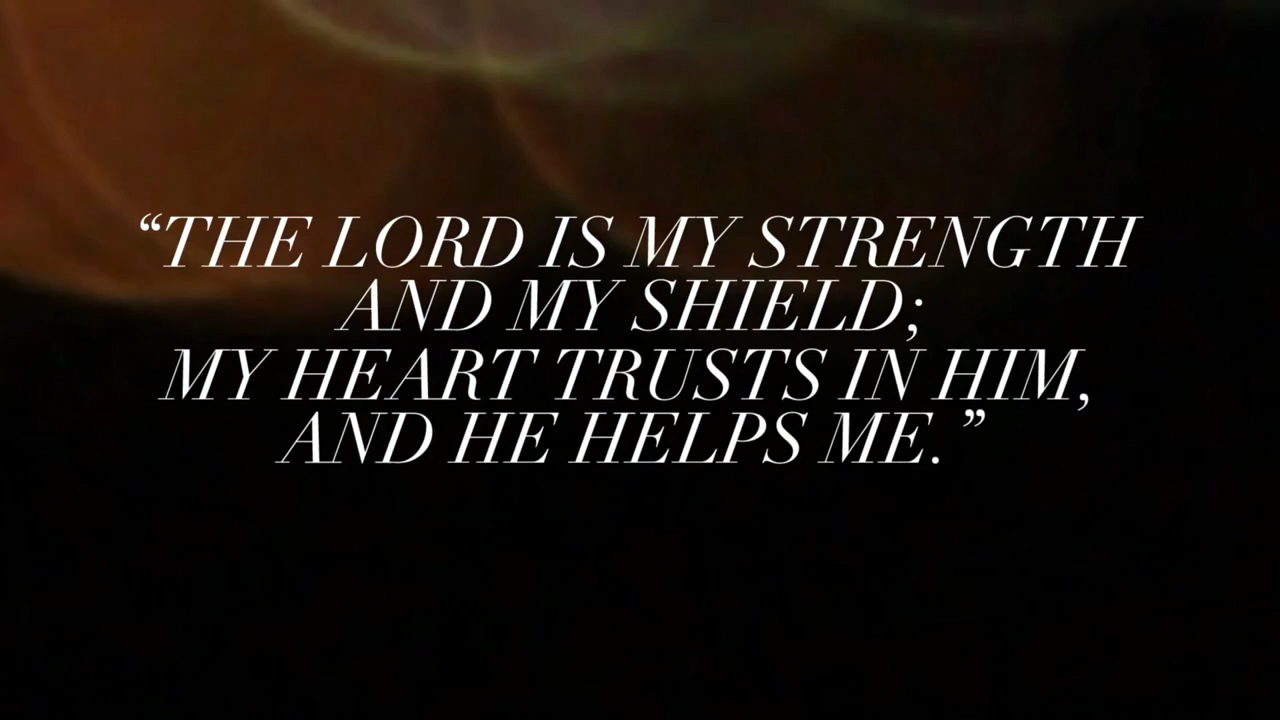 “THE LORD IS MY STRENGTH
AND MY SHIELD;
MY HEART TRUSTS IN HIM,
AND HE HELPS ME.”